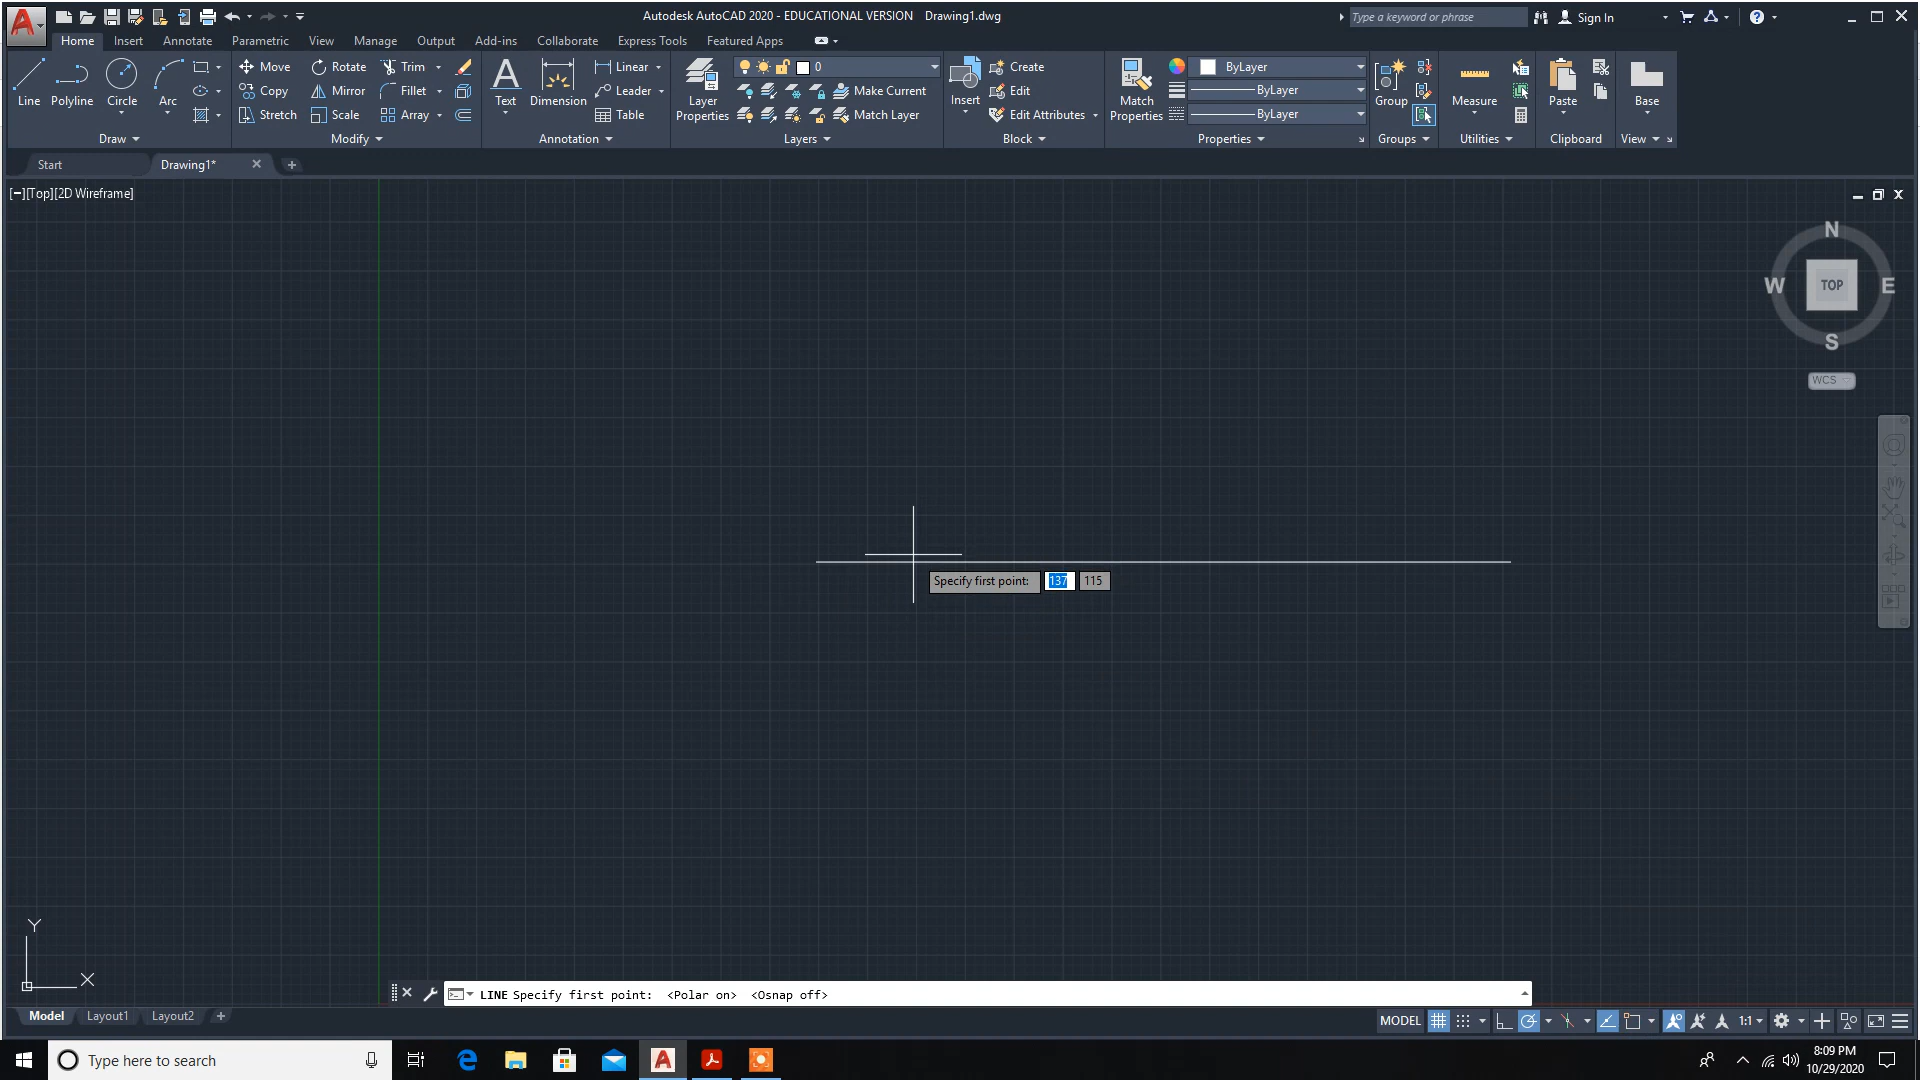 Autodesk AutoCAD 2020 - EDUCATIONAL VERSION Drawing1.dwg
Type a keyword or phrase
Sign In
Home Insert Annotate Parametric View Manage Output Add-ins Collaborate Express Tools Featured Apps
Line Polyline Circle Arc
Move Rotate Trim
Copy Mirror Fillet
Stretch Scale Array
Text Dimension
Linear
Leader
Table
Layer Properties
0
Make Current
Match Layer
Insert
Create
Edit
Edit Attributes
Match Properties
ByLayer
ByLayer
ByLayer
Group
Measure
Paste
Base
Draw Modify Annotation Layers Block Properties Groups Utilities Clipboard View
Start Drawing1*
[−][Top][2D Wireframe]
N
W TOP E
S
WCS
Specify first point: 137 115
Y
X
LINE Specify first point: <Polar on> <Osnap off>
Model Layout1 Layout2
MODEL 1:1
Type here to search
8:09 PM
10/29/2020